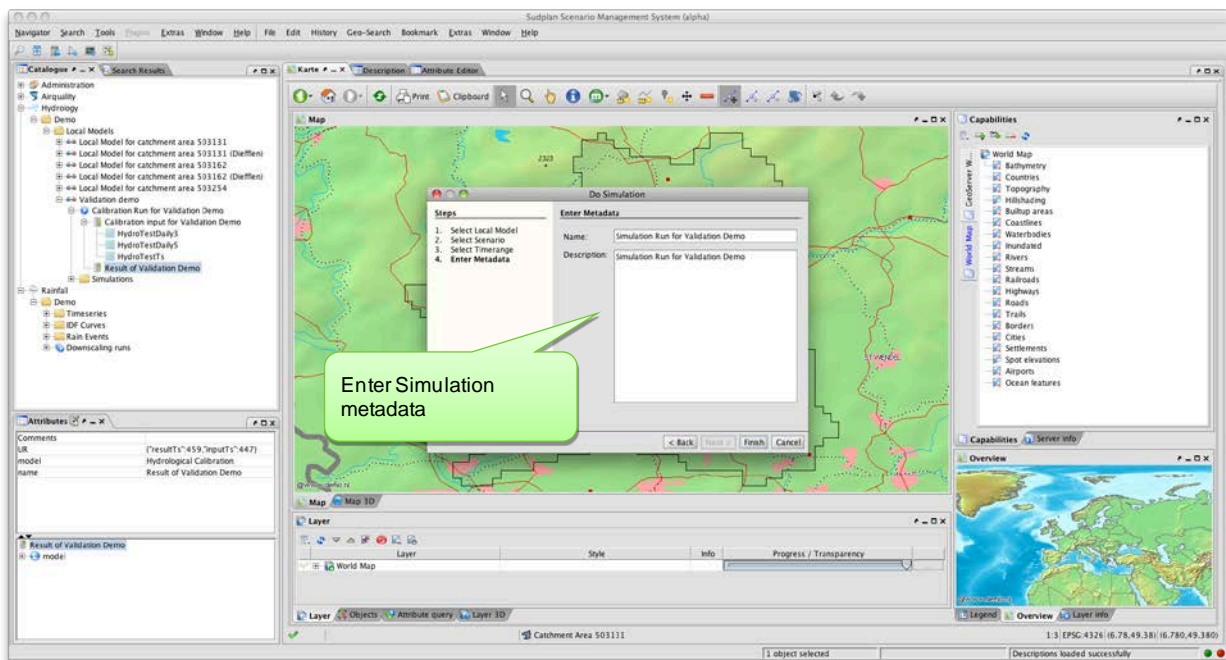 Sudplan Scenario Management System (alpha)
Navigator Search Tools Plugins Extras Window Help File Edit History Geo-Search Bookmark Extras Window Help
Catalogue
Search Results
Administration
Airquality
Hydrology
Demo
Local Models
Local Model for catchment area 503131
Local Model for catchment area 503131 (Dieffien)
Local Model for catchment area 503162
Local Model for catchment area 503162 (Dieffien)
Local Model for catchment area 503254
Validation demo
Calibration Run for Validation Demo
Calibration input for Validation Demo
HydroTestDaily3
HydroTestDaily5
HydroTestTs
Result of Validation Demo
Simulations
Rainfall
Demo
Timeseries
IDF Curves
Rain Events
Downscaling runs
Attributes
Comments
UR {"resultTs":459,"inputTs":447}
model Hydrological Calibration
name Result of Validation Demo
Result of Validation Demo
model
Karte
Description
Attribute Editor
Print
Clipboard
Map
2323
ST.WENDEL
Do Simulation
Steps
1. Select Local Model
2. Select Scenario
3. Select Timerange
4. Enter Metadata
Enter Metadata
Name: Simulation Run for Validation Demo
Description: Simulation Run for Validation Demo
< Back Next > Finish Cancel
Enter Simulation
metadata
Map
Map 3D
Layer
Layer Style Info Progress / Transparency
World Map
Layer
Objects
Attribute query
Layer 3D
Capabilities
GeoServer W...
World Map
World Map
Bathymetry
Countries
Topography
Hillshading
Builtup areas
Coastlines
Waterbodies
Inundated
Rivers
Streams
Railroads
Highways
Roads
Trails
Borders
Cities
Settlements
Spot elevations
Airports
Ocean features
Capabilities
Server info
Overview
Legend
Overview
Layer info
Catchment Area 503131
1:3 EPSG:4326 (6.78,49.38) (6.780,49.380)
1 object selected
Descriptions loaded successfully